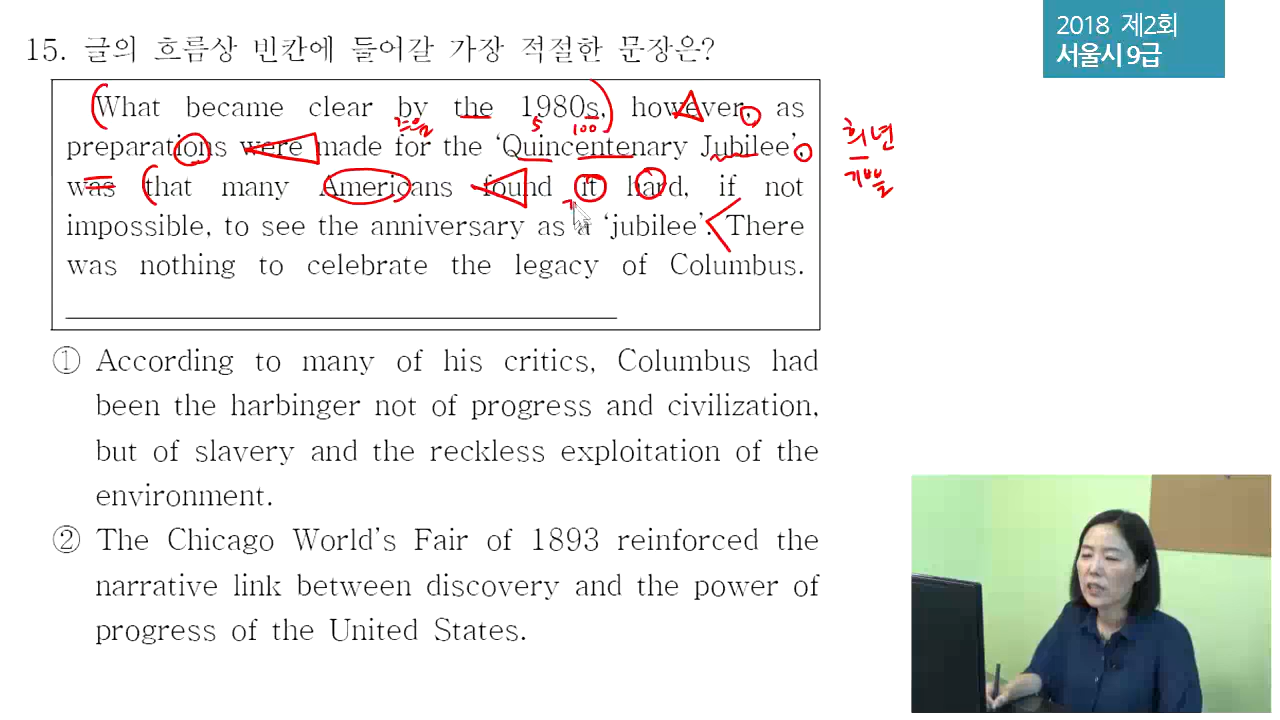 2018 제2회
서울시 9급
15. 글의 흐름상 빈칸에 들어갈 가장 적절한 문장은?
What became clear by the 1980s, however, as
5
100
preparations were made for the ‘Quincentenary Jubilee’,
희년
기쁨
was that many Americans found it hard, if not
impossible, to see the anniversary as a ‘jubilee’. There
was nothing to celebrate the legacy of Columbus.
① According to many of his critics, Columbus had
been the harbinger not of progress and civilization,
but of slavery and the reckless exploitation of the
environment.
② The Chicago World’s Fair of 1893 reinforced the
narrative link between discovery and the power of
progress of the United States.